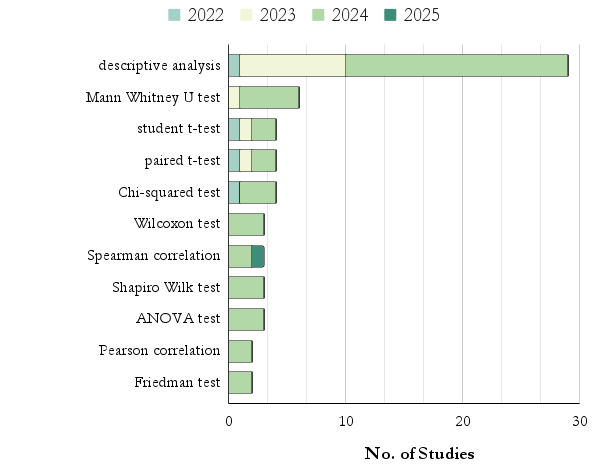 2022 2023 2024 2025
descriptive analysis
Mann Whitney U test
student t-test
paired t-test
Chi-squared test
Wilcoxon test
Spearman correlation
Shapiro Wilk test
ANOVA test
Pearson correlation
Friedman test
0 10 20 30
No. of Studies